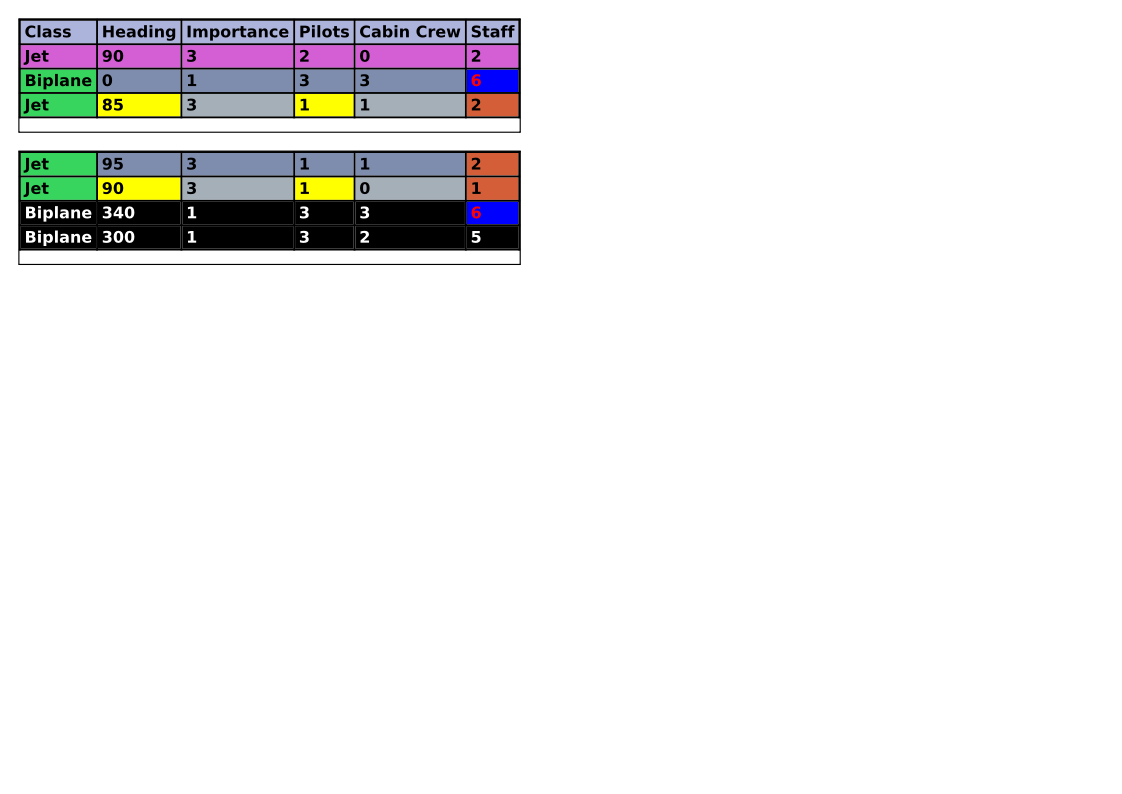 Class Heading Importance Pilots Cabin Crew Staff
Jet 90 3 2 0 2
Biplane 0 1 3 3 6
Jet 85 3 1 1 2
Jet 95 3 1 1 2
Jet 90 3 1 0 1
Biplane 340 1 3 3 6
Biplane 300 1 3 2 5